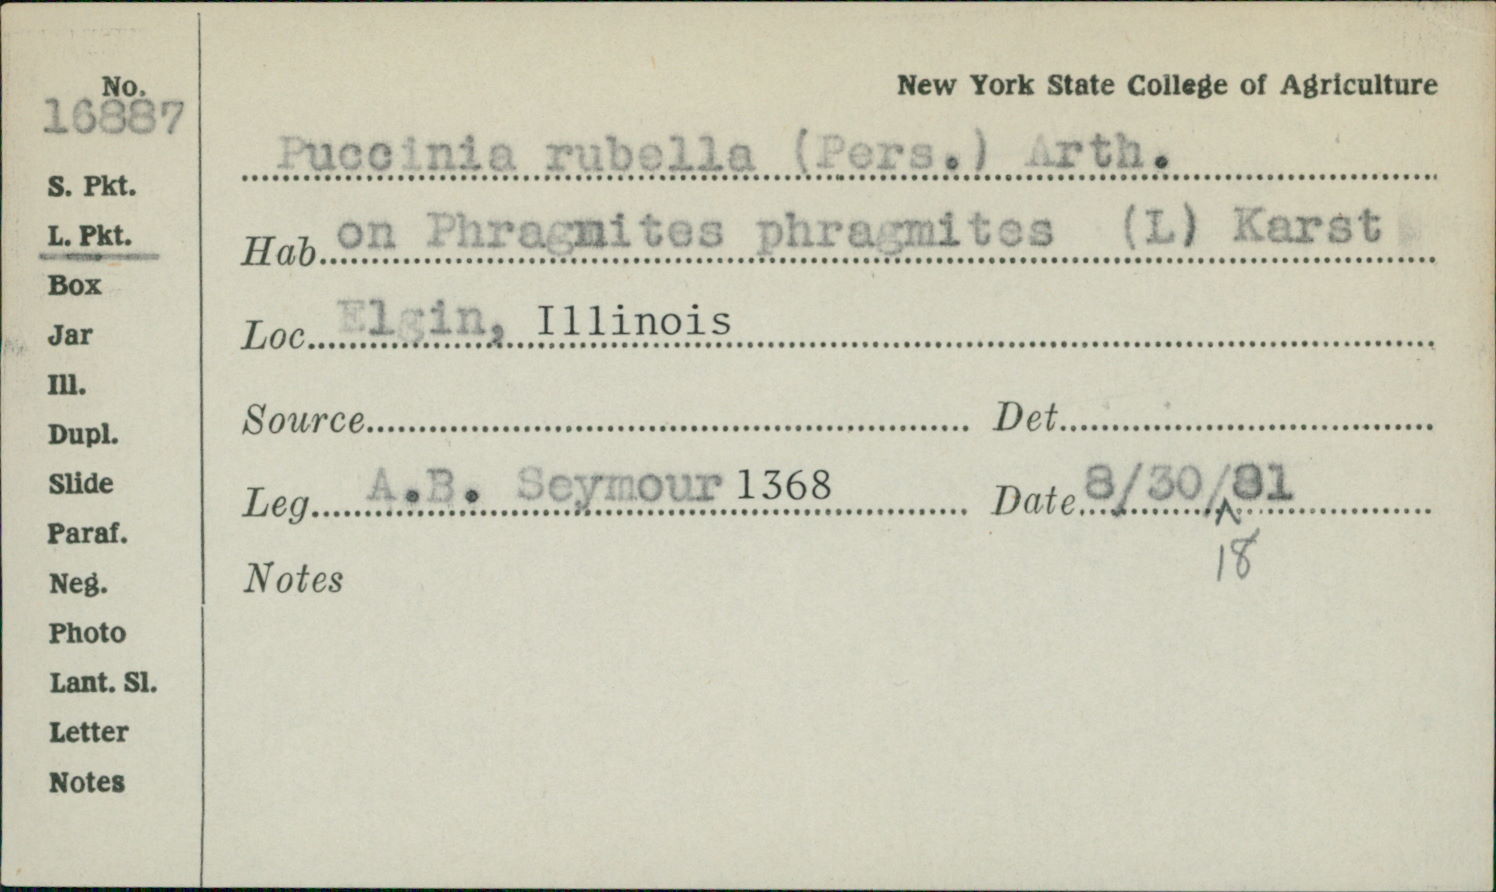 No.
16887
S. Pkt.
L. Pkt.
Box
Jar
Ill.
Dupl.
Slide
Paraf.
Neg.
Photo
Lant. Sl.
Letter
Notes
New York State College of Agriculture
Puccinia rubella (Pers.) Arth.
Hab. on Phragmites phragmites (L) Karst
Loc. Elgin, Illinois
Source Det.
Leg. A.B. Seymour 1368 Date 8/30/^81
18
Notes